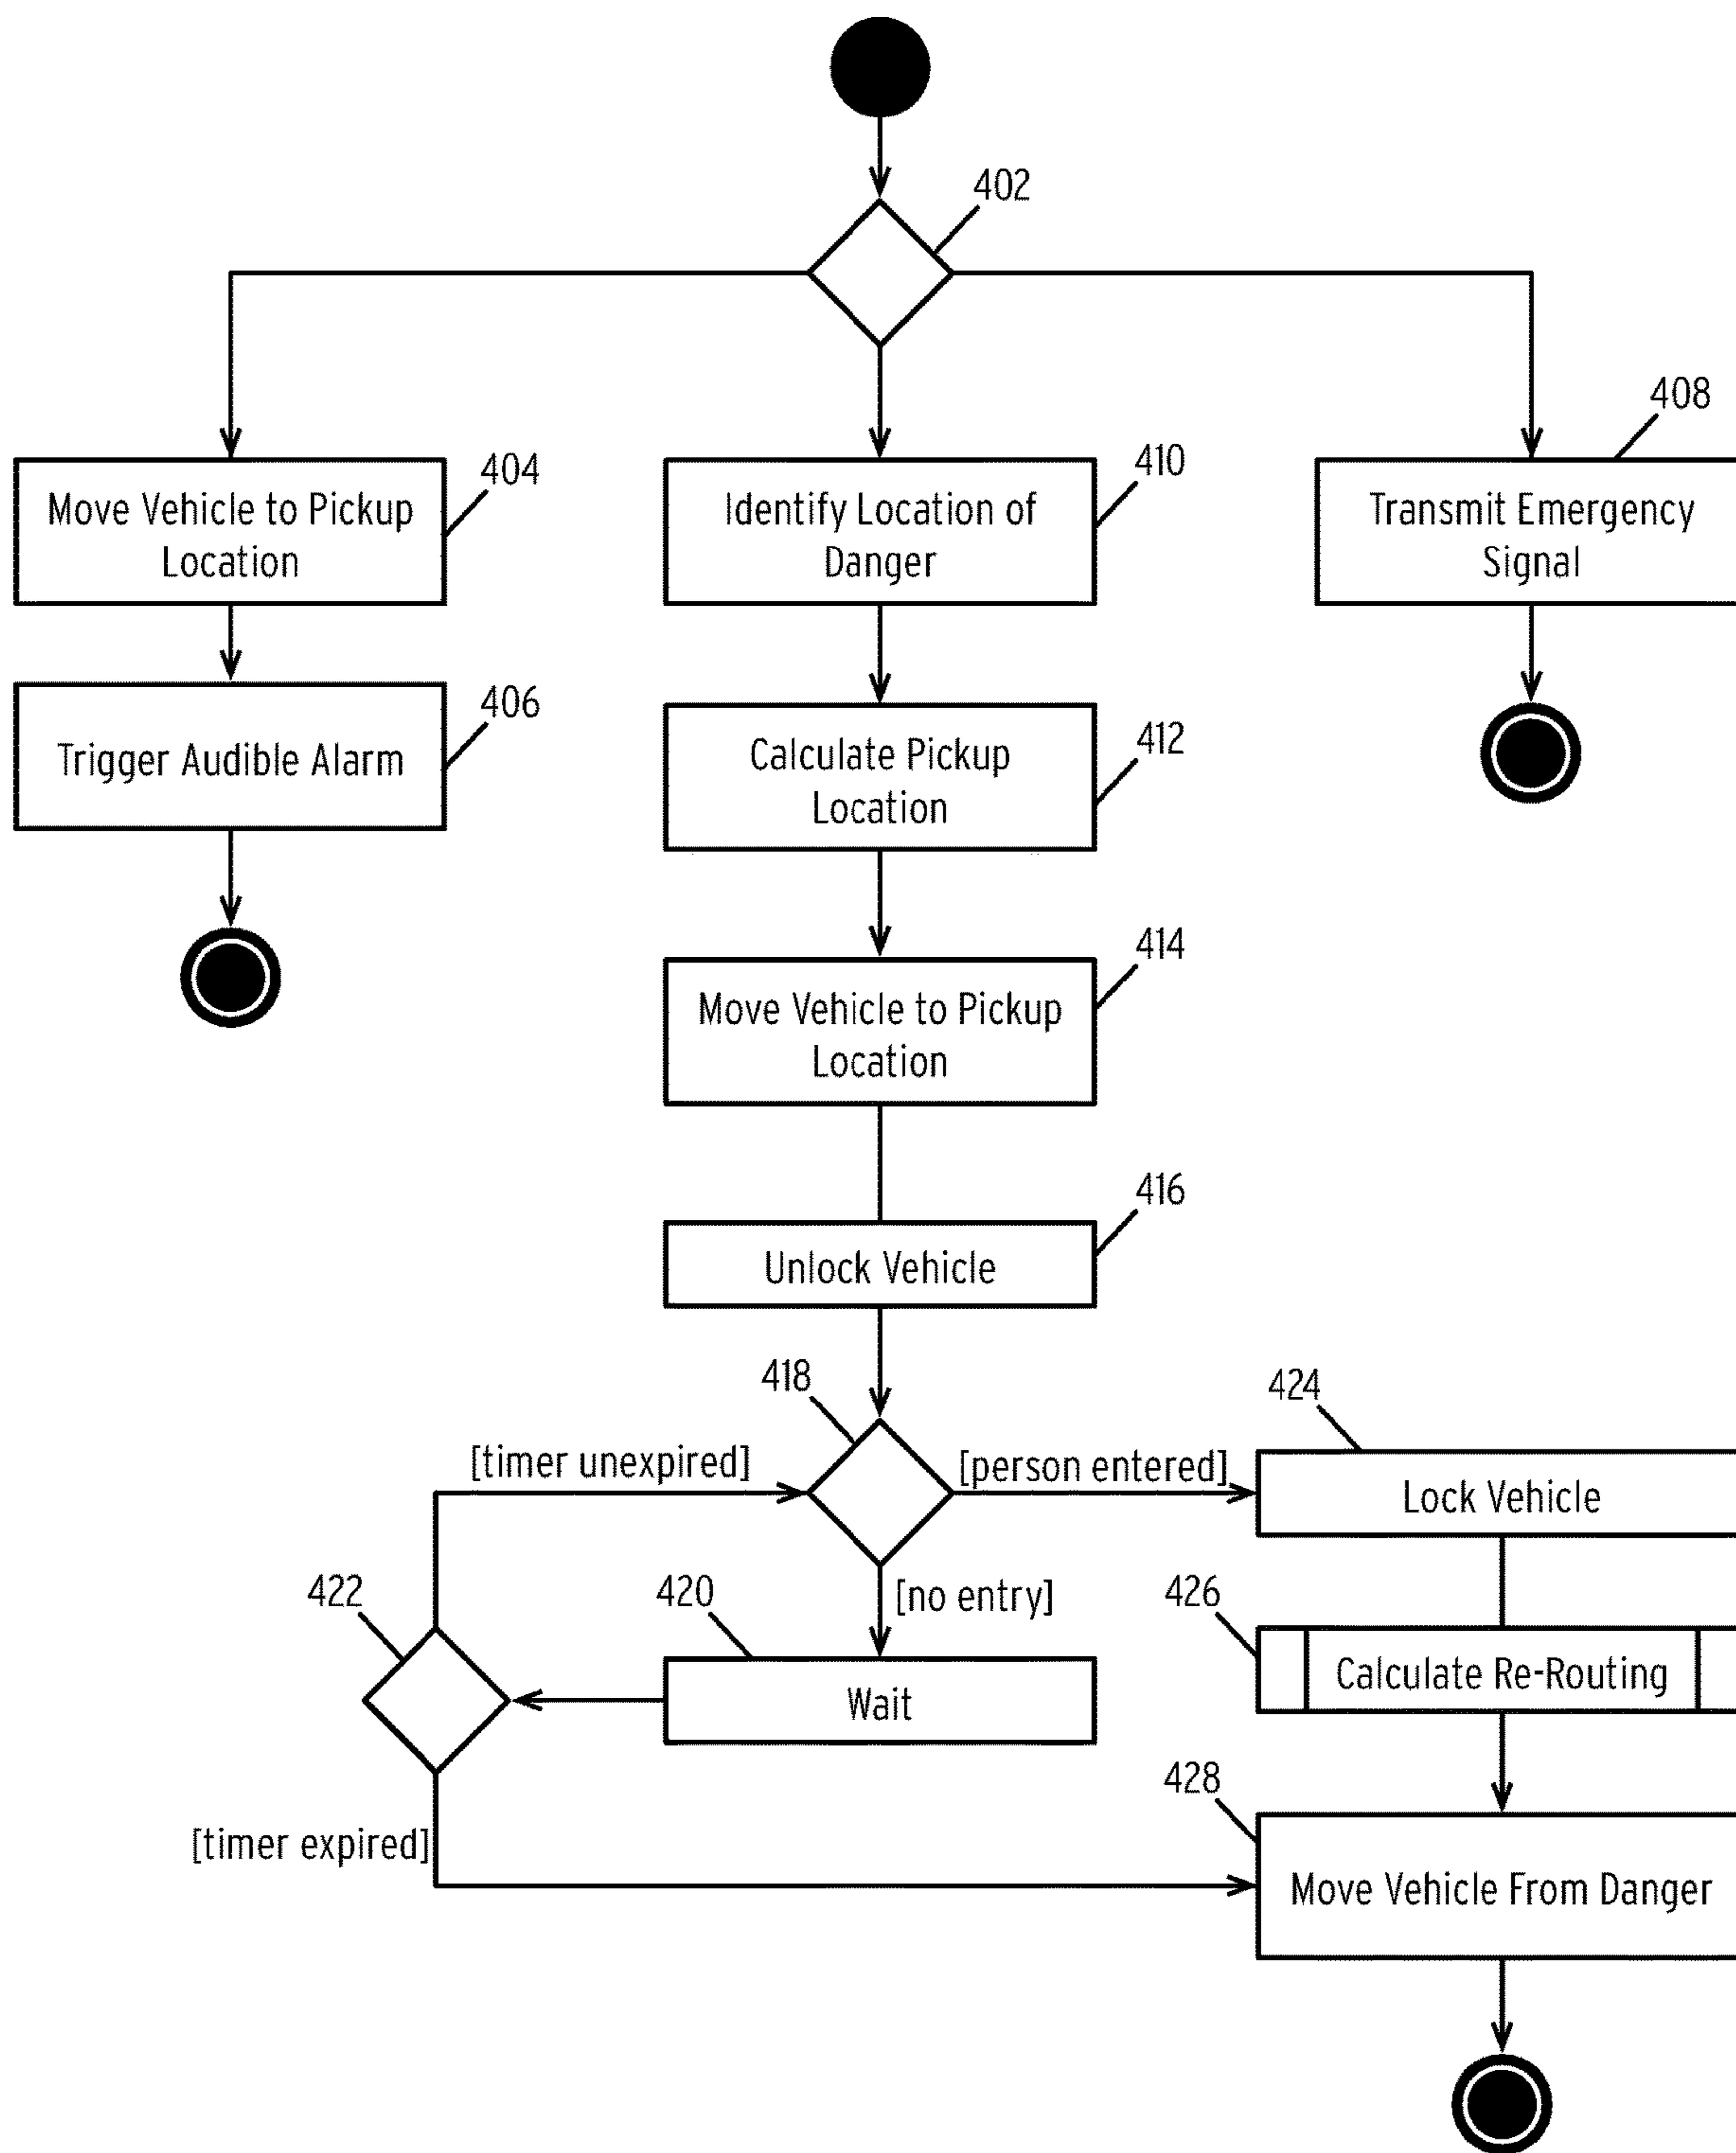 402
408
404
Move Vehicle to Pickup
Location
410
Identify Location of
Danger
Transmit Emergency
Signal
406
Trigger Audible Alarm
412
Calculate Pickup
Location
414
Move Vehicle to Pickup
Location
416
Unlock Vehicle
418
424
[timer unexpired]
[person entered]
Lock Vehicle
422
420
[no entry]
426
Wait
Calculate Re-Routing
428
[timer expired]
Move Vehicle From Danger